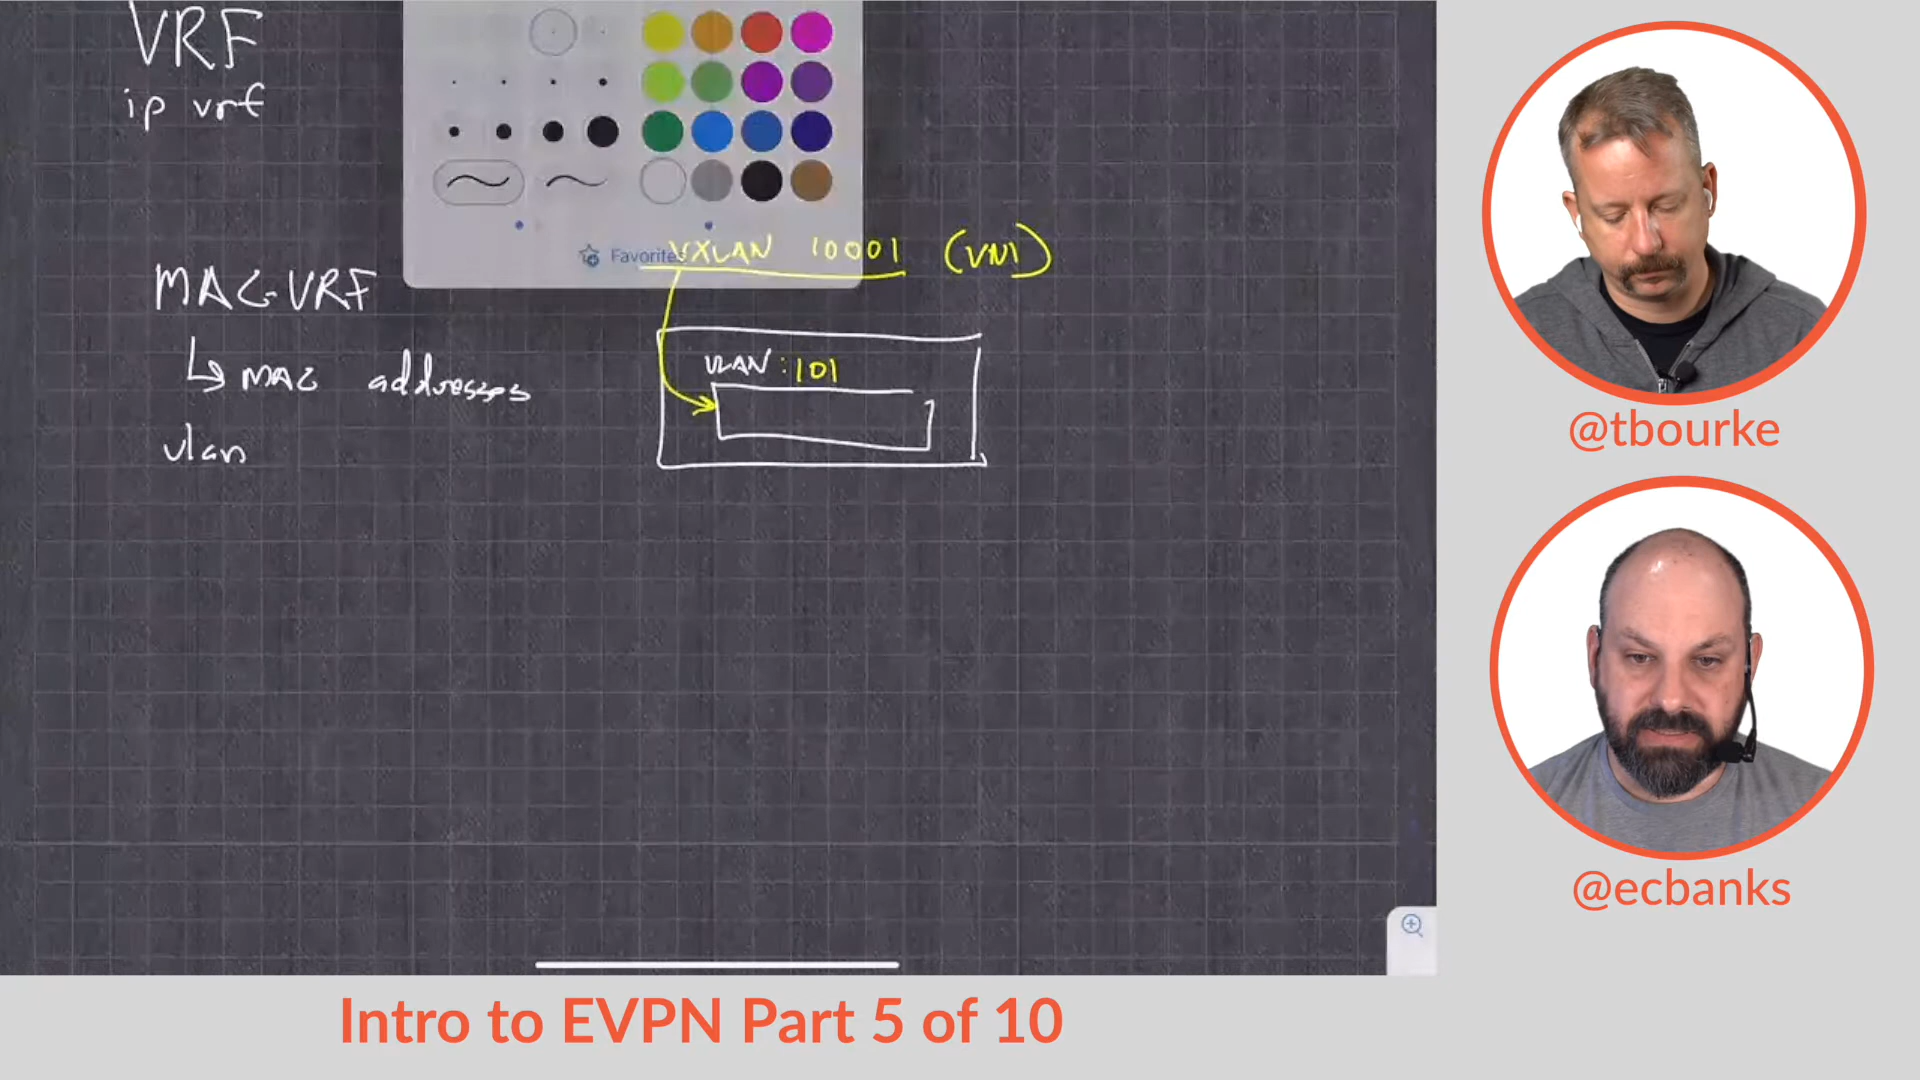 VRF
ip vrf
Favorites
VXLAN 10001 (VNI)
MAC-VRF
VLAN:101
↳ MAC addresses
vlan
@tbourke
@ecbanks
Intro to EVPN Part 5 of 10